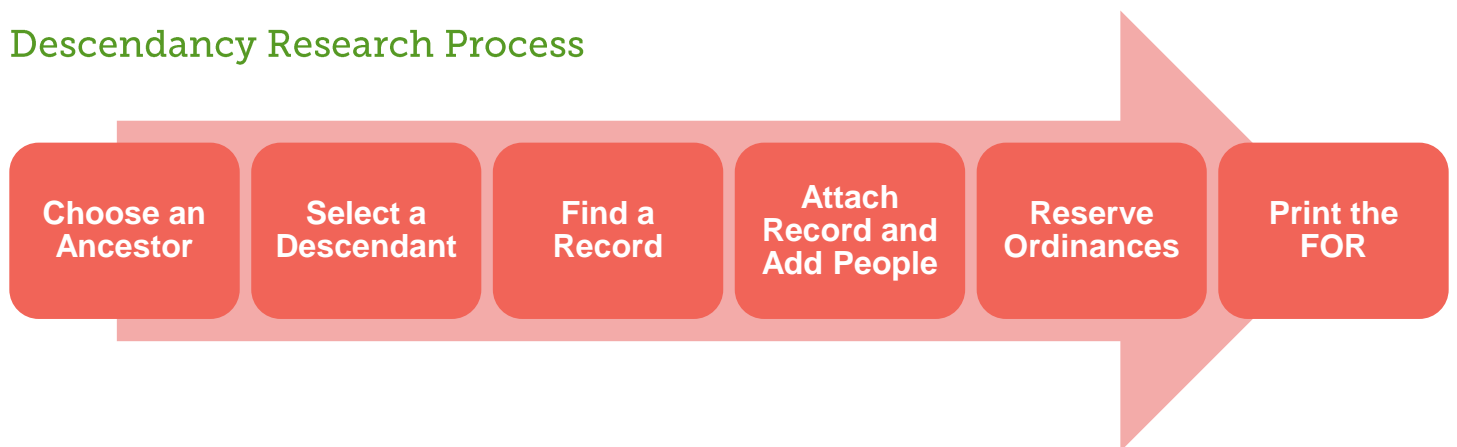 Descendancy Research Process
Choose an
Ancestor
Select a
Descendant
Find a
Record
Attach
Record and
Add People
Reserve
Ordinances
Print the
FOR